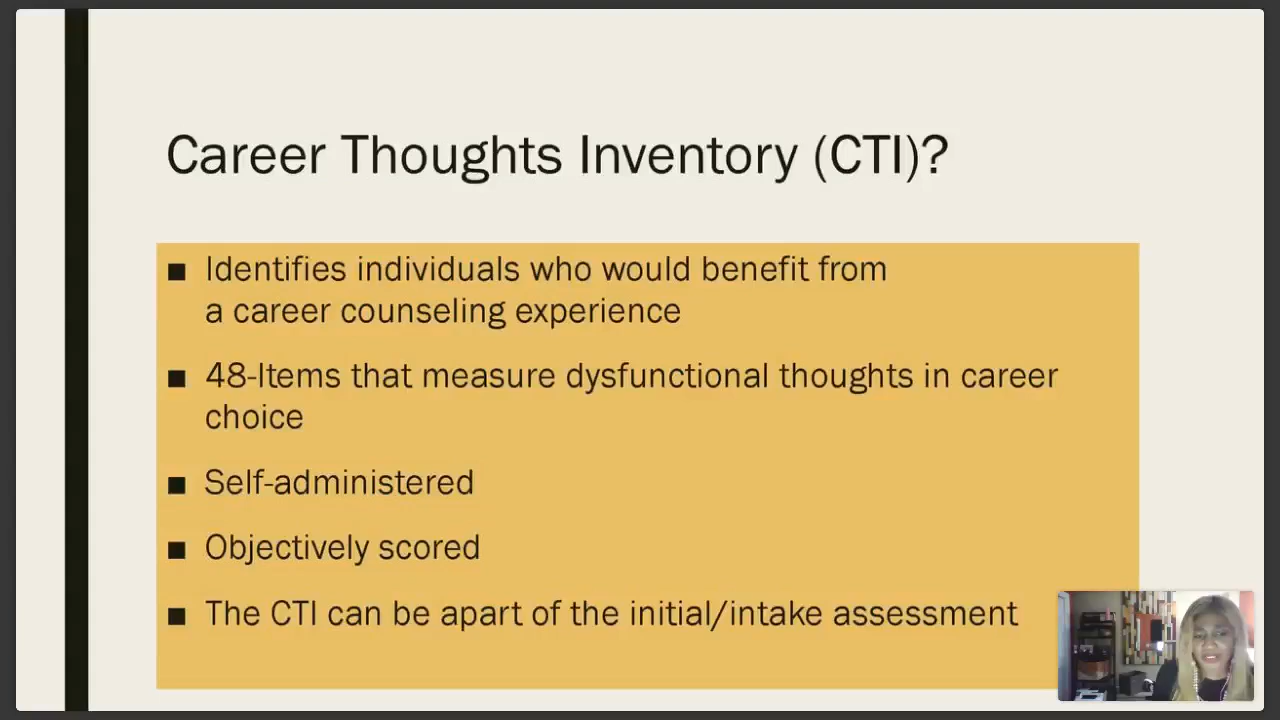 Career Thoughts Inventory (CTI)?
■ Identifies individuals who would benefit from
a career counseling experience
■ 48-Items that measure dysfunctional thoughts in career
choice
■ Self-administered
■ Objectively scored
■ The CTI can be apart of the initial/intake assessment